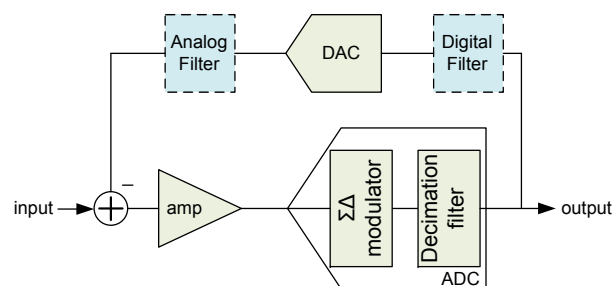 Analog
Filter
DAC
Digital
Filter
–
input
amp
ΣΔ
modulator
Decimation
filter
ADC
output